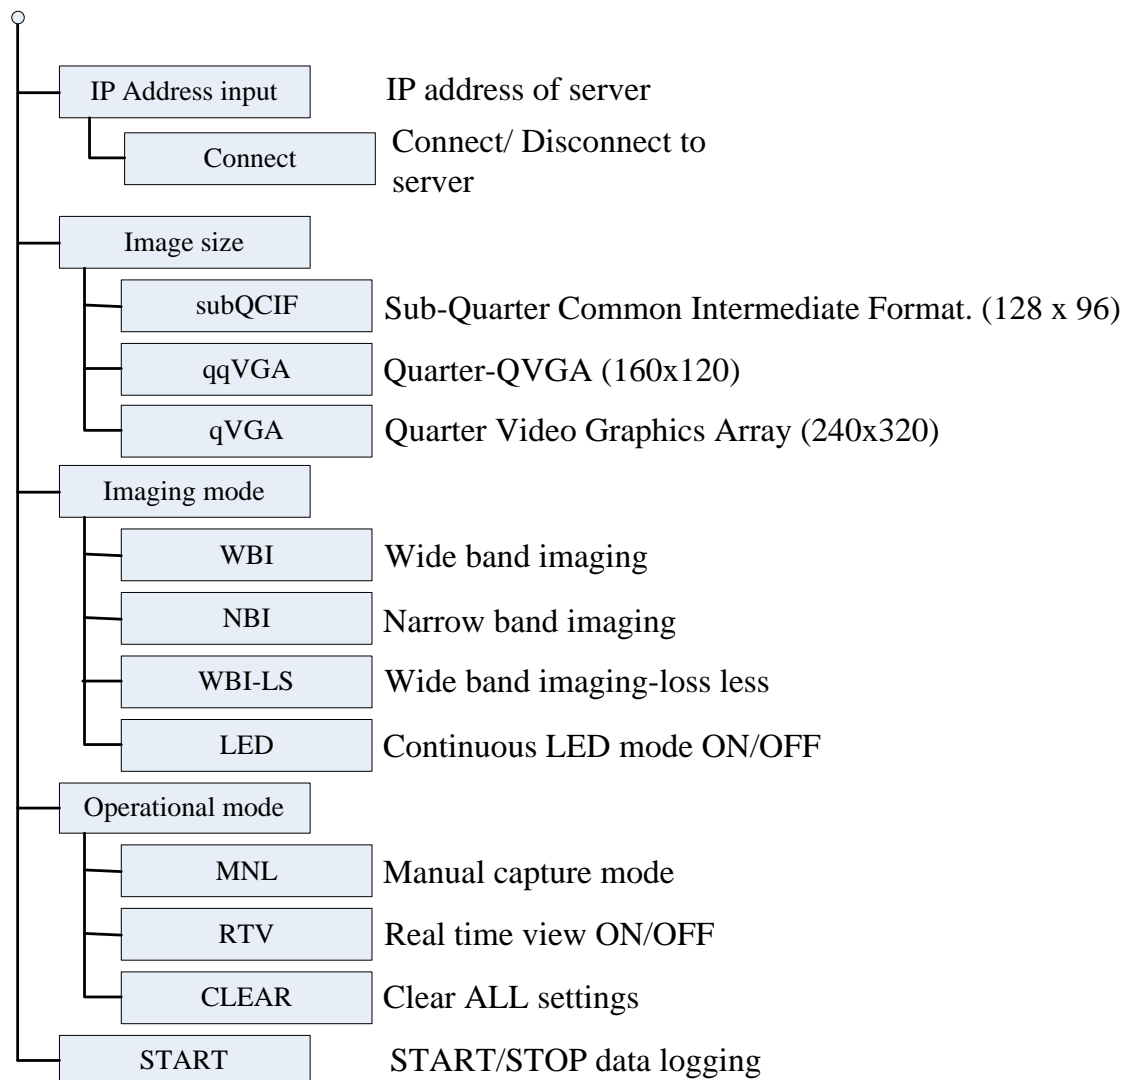 IP Address input IP address of server
Connect Connect/ Disconnect to
server
Image size
subQCIF Sub-Quarter Common Intermediate Format. (128 x 96)
qqVGA Quarter-QVGA (160x120)
qVGA Quarter Video Graphics Array (240x320)
Imaging mode
WBI Wide band imaging
NBI Narrow band imaging
WBI-LS Wide band imaging-loss less
LED Continuous LED mode ON/OFF
Operational mode
MNL Manual capture mode
RTV Real time view ON/OFF
CLEAR Clear ALL settings
START START/STOP data logging